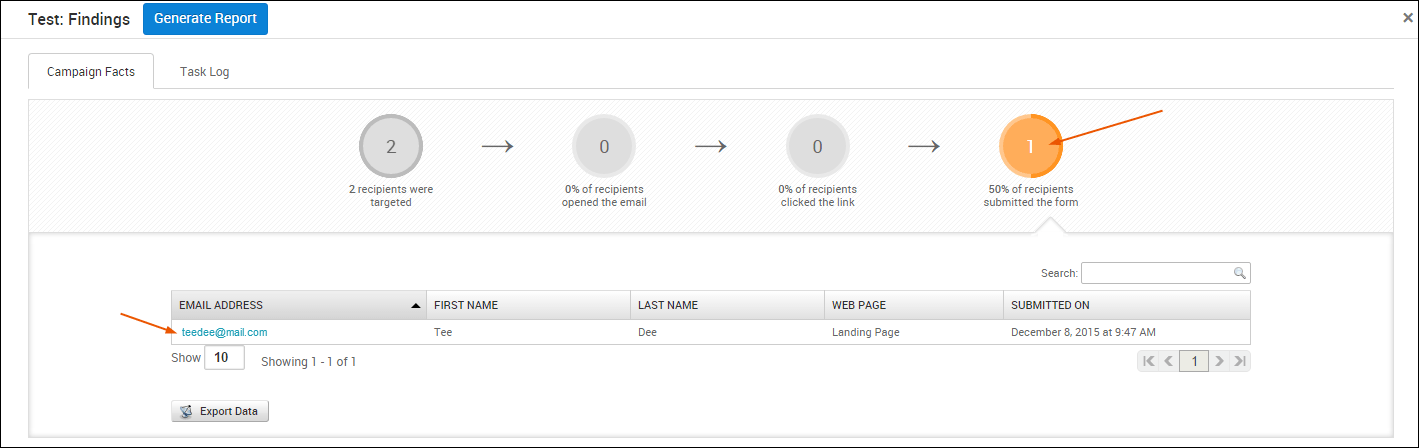 Test: Findings Generate Report ×
Campaign Facts Task Log
2 → 0 → 0 → 1
2 recipients were 0% of recipients 0% of recipients 50% of recipients
targeted opened the email clicked the link submitted the form
Search:
EMAIL ADDRESS FIRST NAME LAST NAME WEB PAGE SUBMITTED ON
teedee@mail.com Tee Dee Landing Page December 8, 2015 at 9:47 AM
Show 10 Showing 1 - 1 of 1 1
Export Data